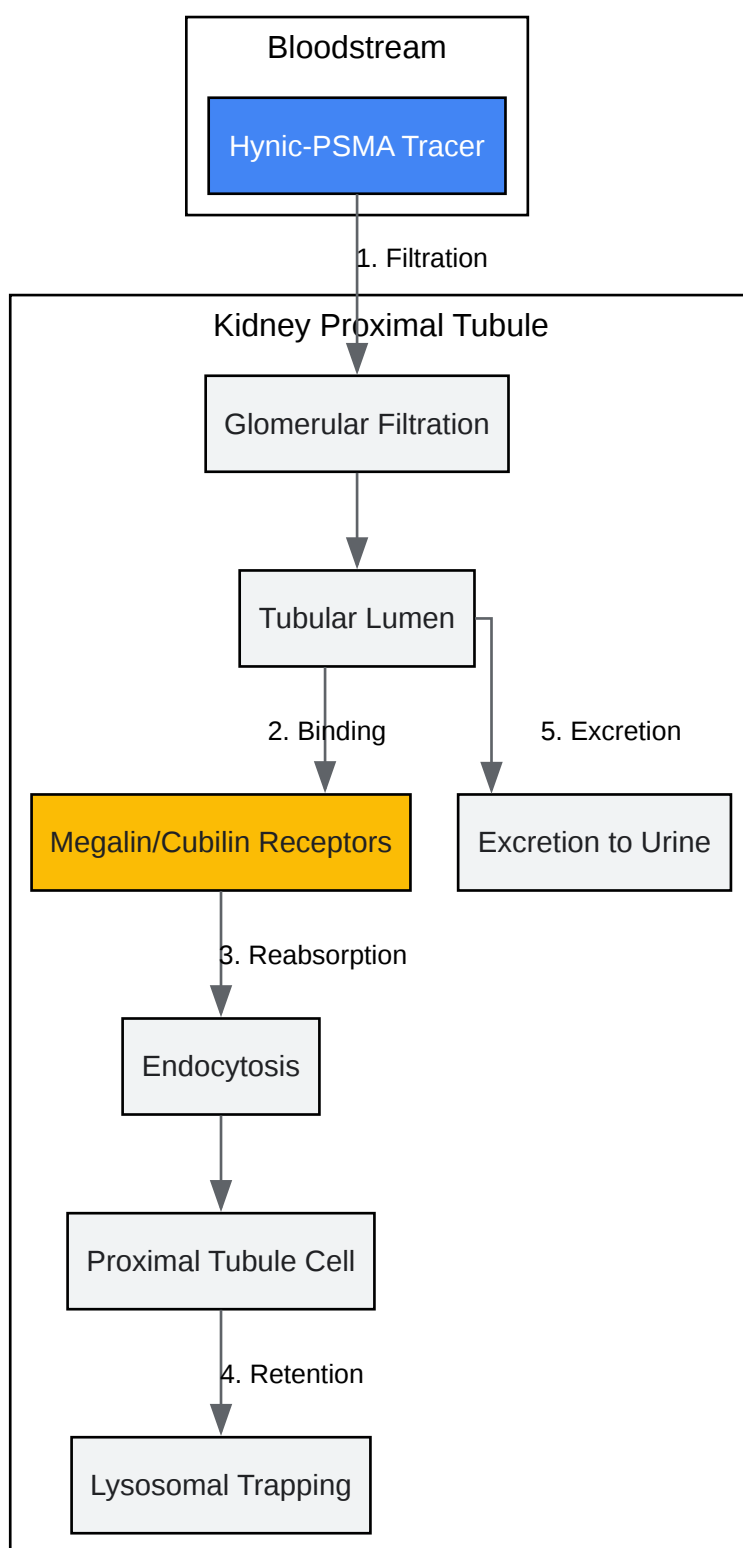 Bloodstream
Hynic-PSMA Tracer
1. Filtration
Kidney Proximal Tubule
Glomerular Filtration
Tubular Lumen
2. Binding
5. Excretion
Megalin/Cubilin Receptors
Excretion to Urine
3. Reabsorption
Endocytosis
Proximal Tubule Cell
4. Retention
Lysosomal Trapping